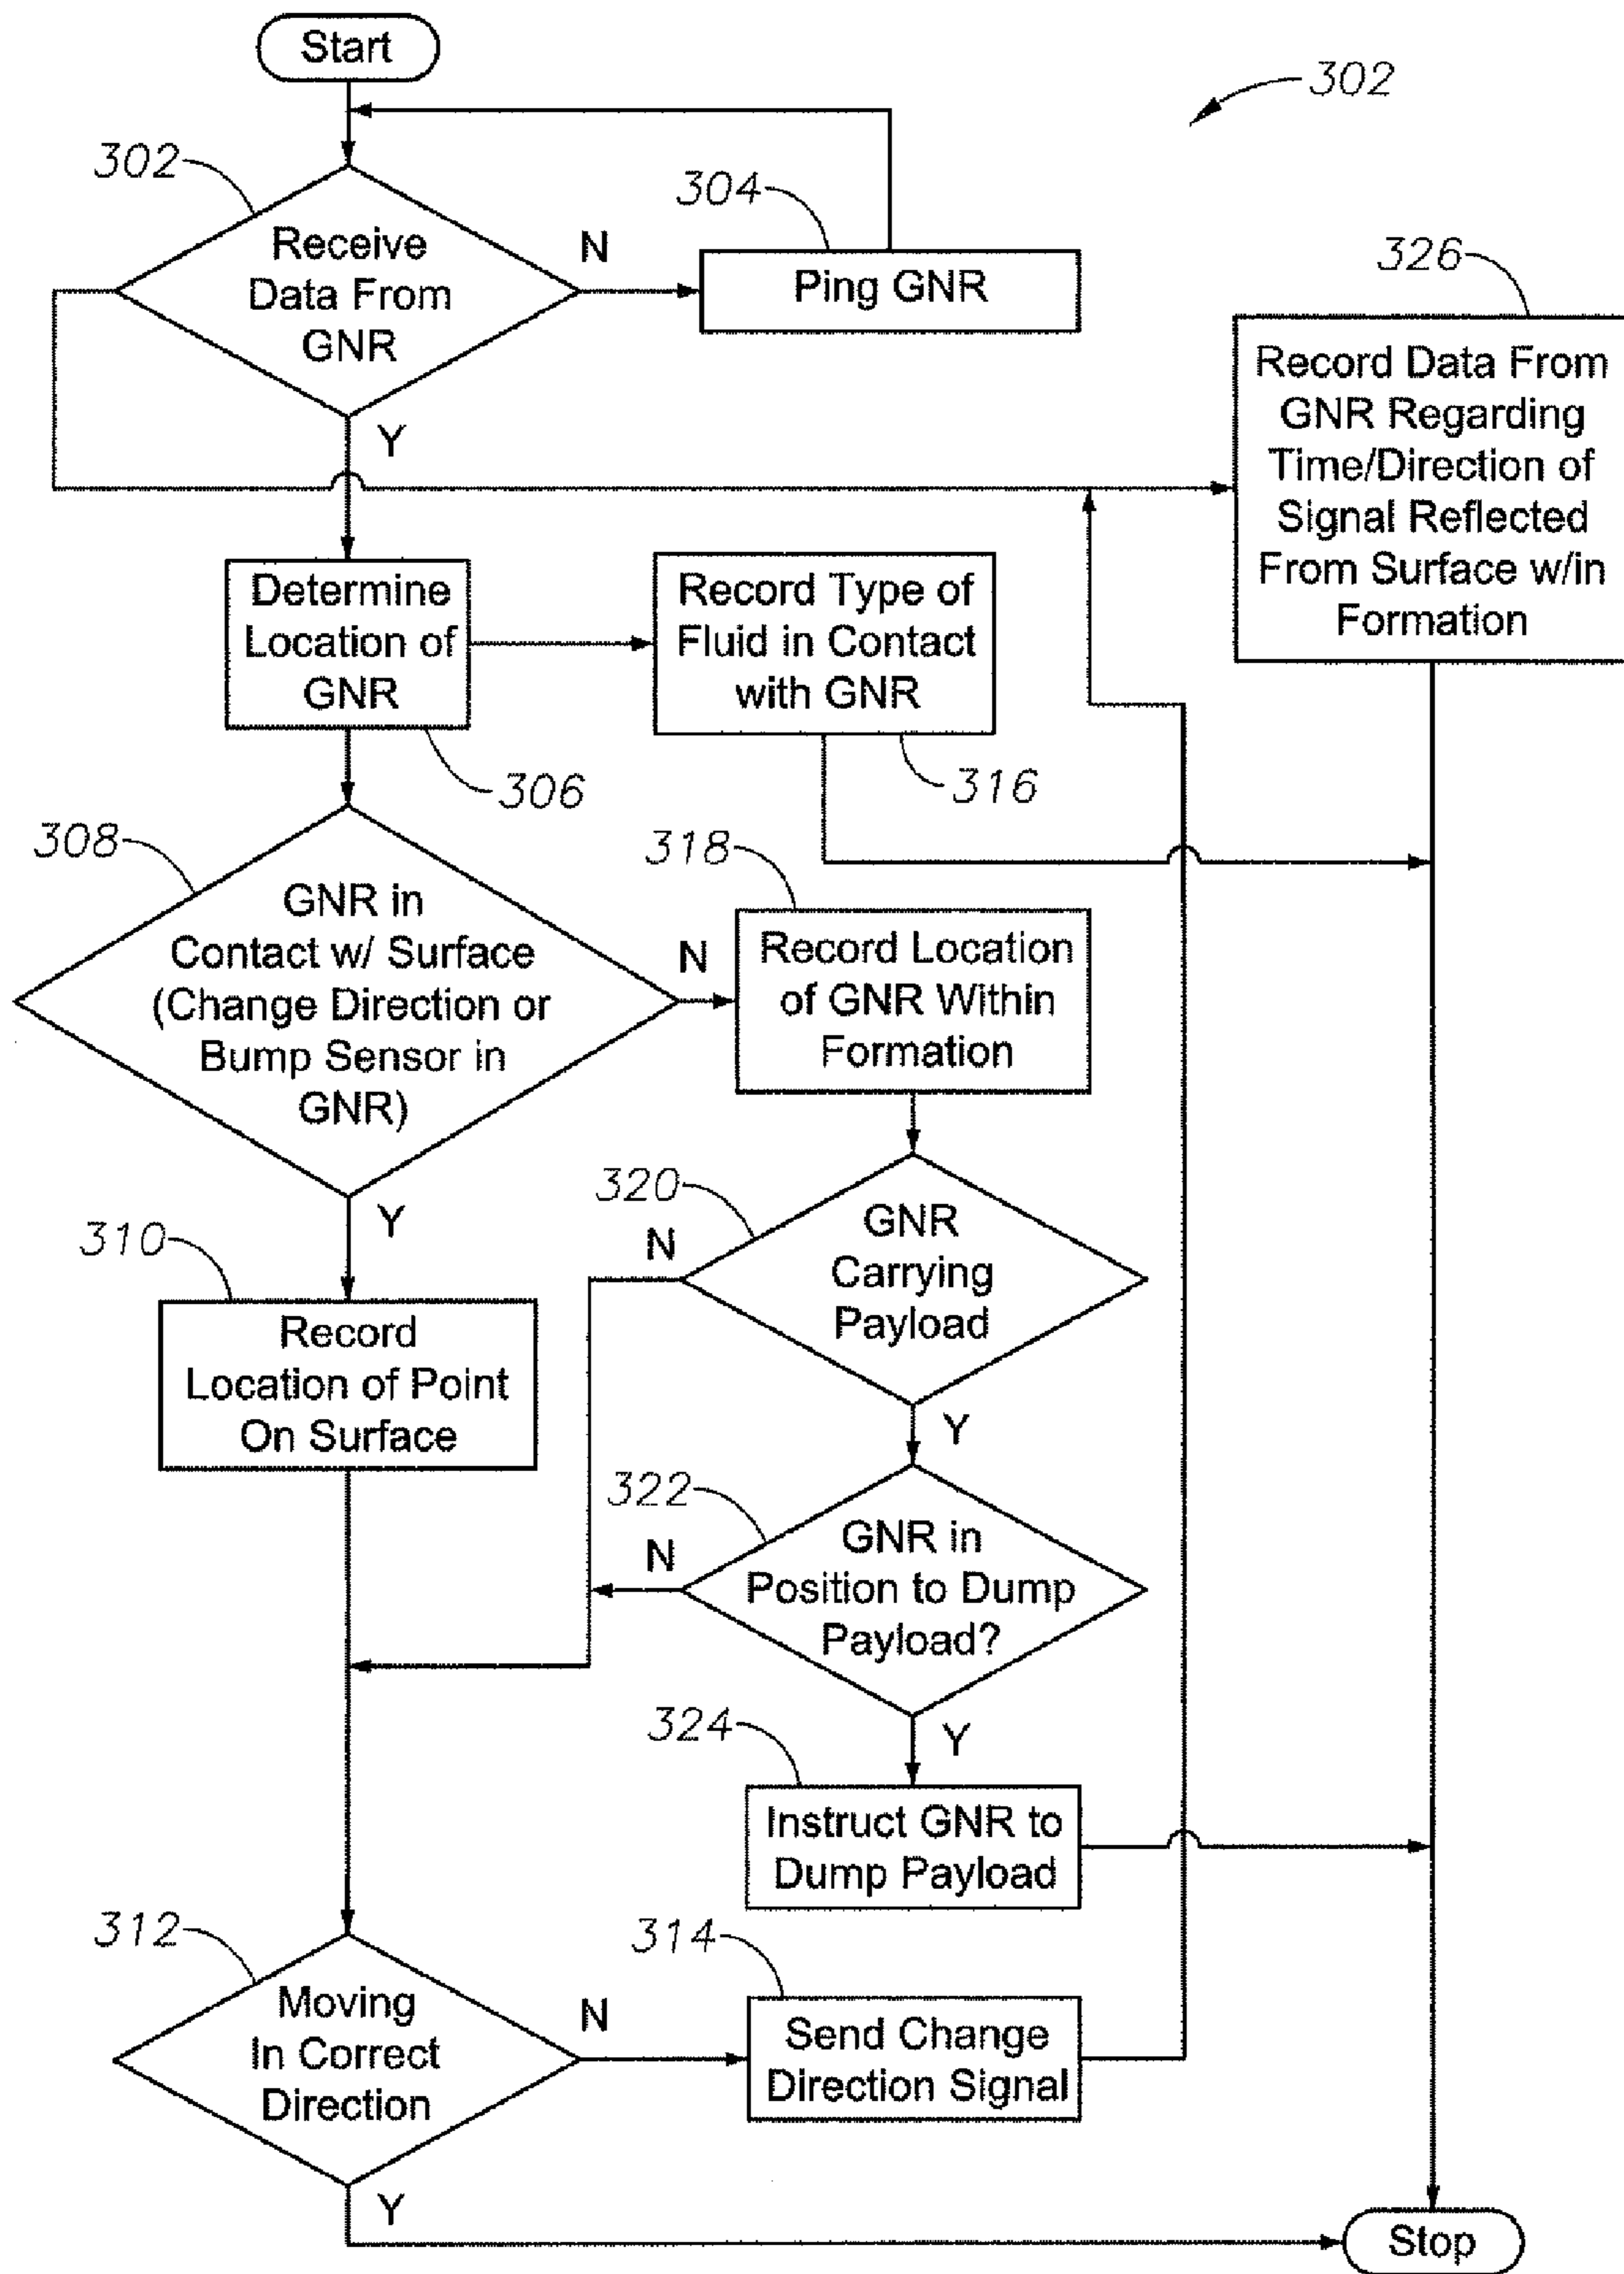 Start
302
302
Receive
Data From
GNR
N
304
Ping GNR
326
Record Data From
GNR Regarding
Time/Direction of
Signal Reflected
From Surface w/in
Formation
Y
Determine
Location of
GNR
306
Record Type of
Fluid in Contact
with GNR
316
308
GNR in
Contact w/ Surface
(Change Direction or
Bump Sensor in
GNR)
N
318
Record Location
of GNR Within
Formation
Y
310
Record
Location of Point
On Surface
320
GNR
Carrying
Payload
N
Y
322
GNR in
Position to Dump
Payload?
N
Y
324
Instruct GNR to
Dump Payload
312
Moving
In Correct
Direction
N
314
Send Change
Direction Signal
Y
Stop